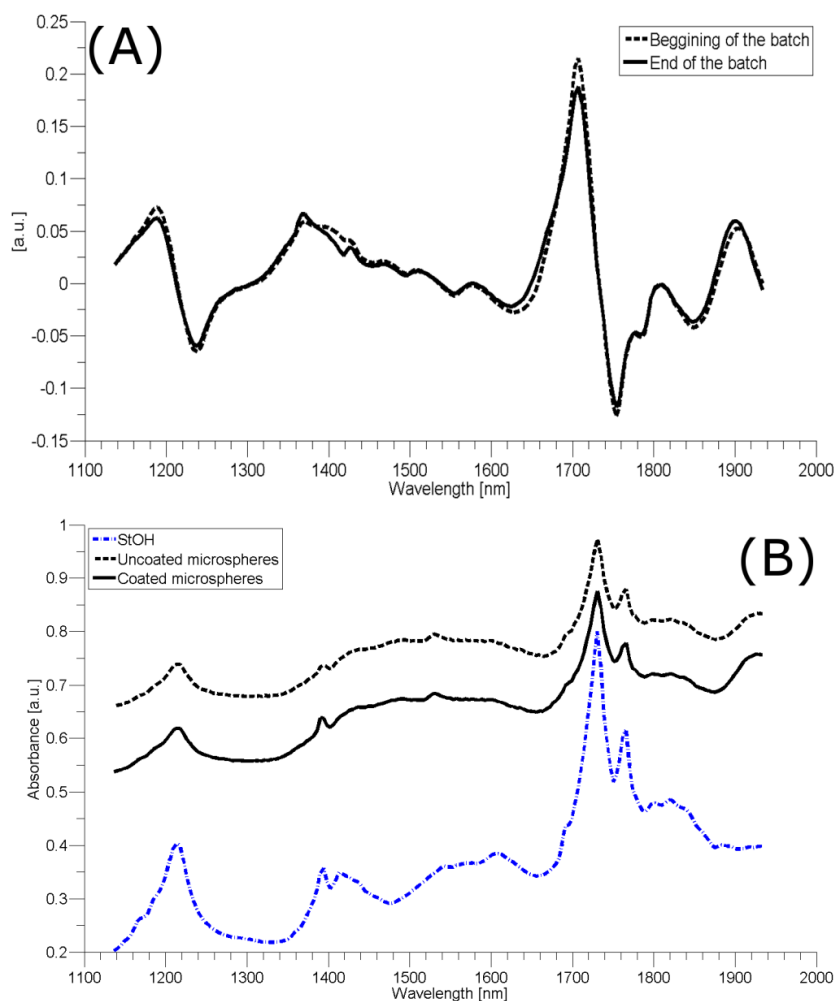 (A)
Beggining of the batch
End of the batch
0.25
0.2
0.15
0.1
0.05
0
-0.05
-0.1
-0.15
[a.u.]
1100 1200 1300 1400 1500 1600 1700 1800 1900 2000
Wavelength [nm]
(B)
StOH
Uncoated microspheres
Coated microspheres
1
0.9
0.8
0.7
0.6
0.5
0.4
0.3
0.2
Absorbance [a.u.]
1100 1200 1300 1400 1500 1600 1700 1800 1900 2000
Wavelength [nm]